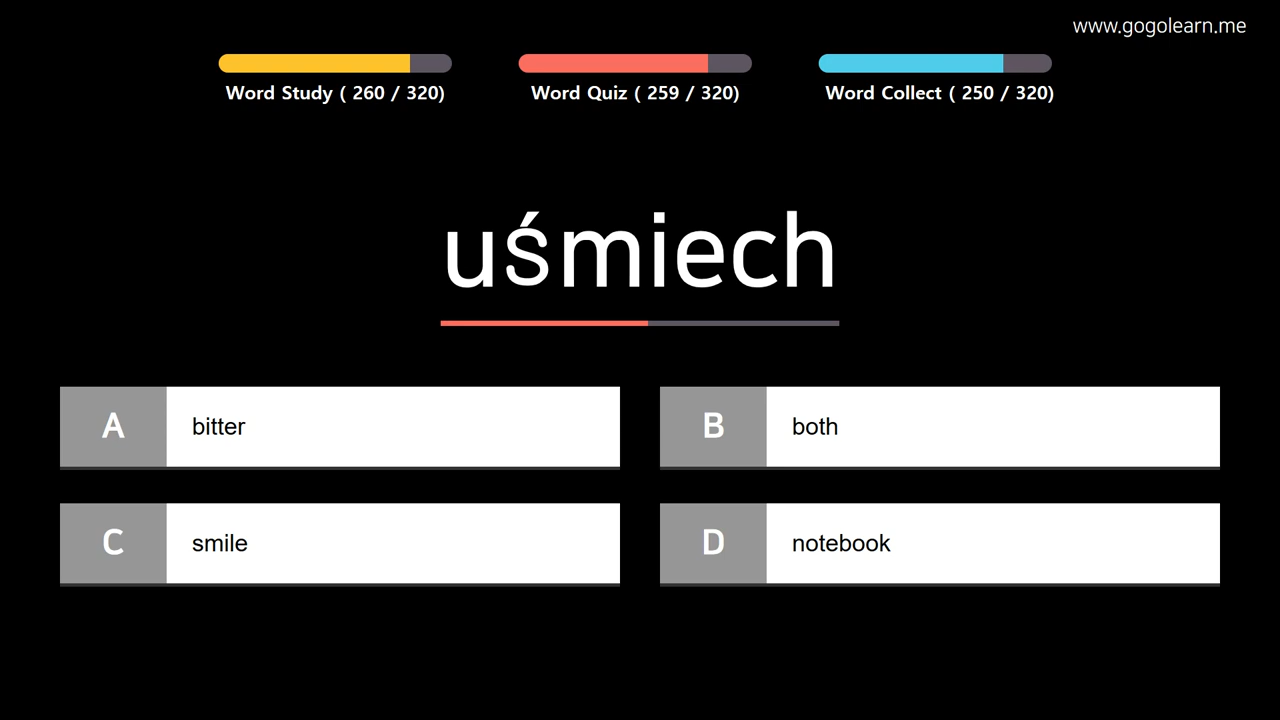 www.gogolearn.me
Word Study ( 260 / 320)
Word Quiz ( 259 / 320)
Word Collect ( 250 / 320)
uśmiech
A bitter
B both
C smile
D notebook